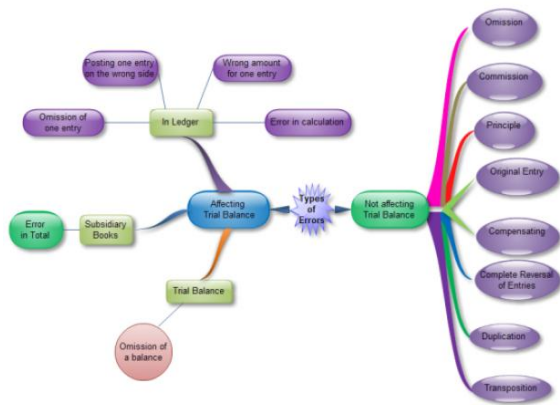 Omission
Posting one entry
on the wrong side
Wrong amount
for one entry
Commission
Omission
of one entry
In Ledger
Error in calculation
Principle
Original Entry
Affecting
Trial Balance
Types
of
Errors
Not affecting
Trial Balance
Error
in Total
Subsidiary
Books
Compensating
Complete Reversal
of Entries
Trial Balance
Omission of
a balance
Duplication
Transposition